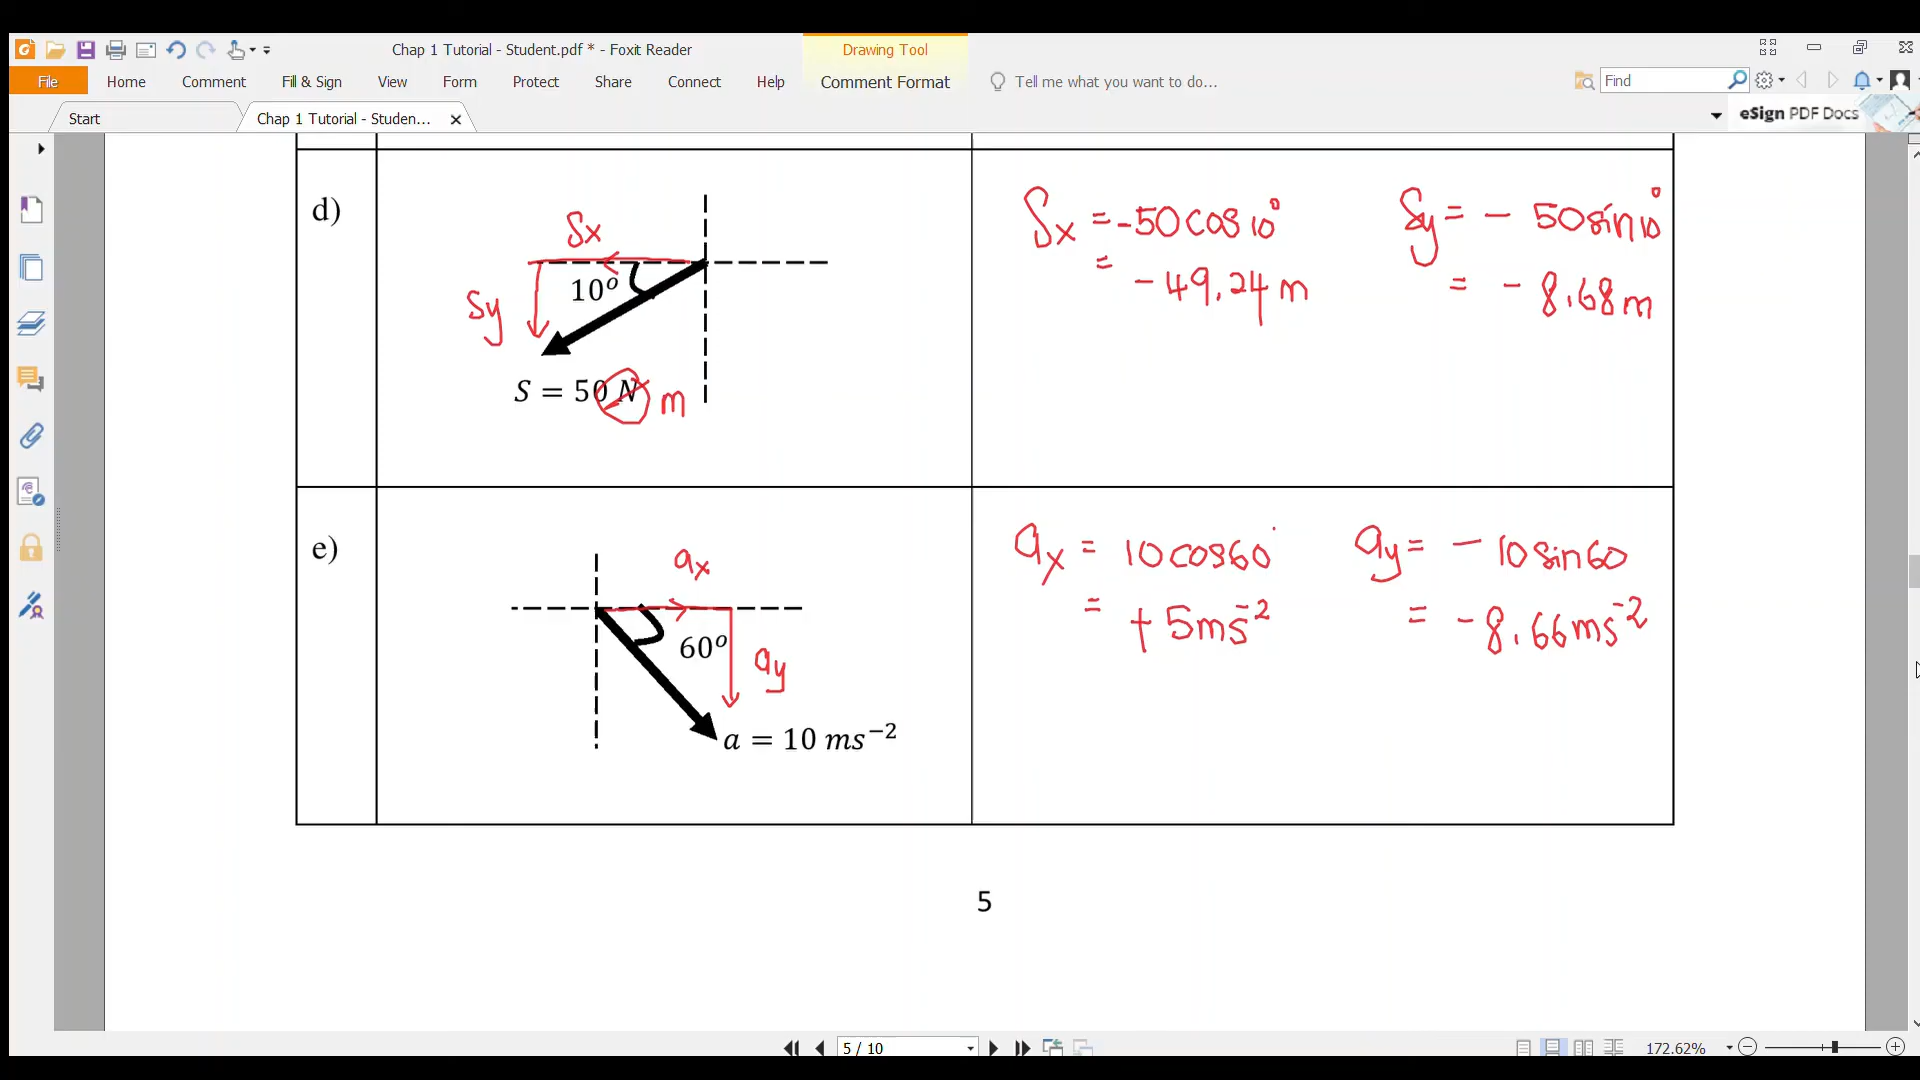 Chap 1 Tutorial - Student.pdf * - Foxit Reader
Drawing Tool
File Home Comment Fill & Sign View Form Protect Share Connect Help Comment Format Tell me what you want to do... Find
Start Chap 1 Tutorial - Studen... eSign PDF Docs
d)
Sx
10°
Sy
S = 50 N m
Sx = -50cos10°
= -49.24 m
Sy = - 50sin10°
= - 8.68 m
e)
ax
60°
ay
a = 10 ms⁻²
ax = 10cos60°
= +5ms⁻²
ay = - 10sin60
= -8.66ms⁻²
5
5 / 10
172.62%